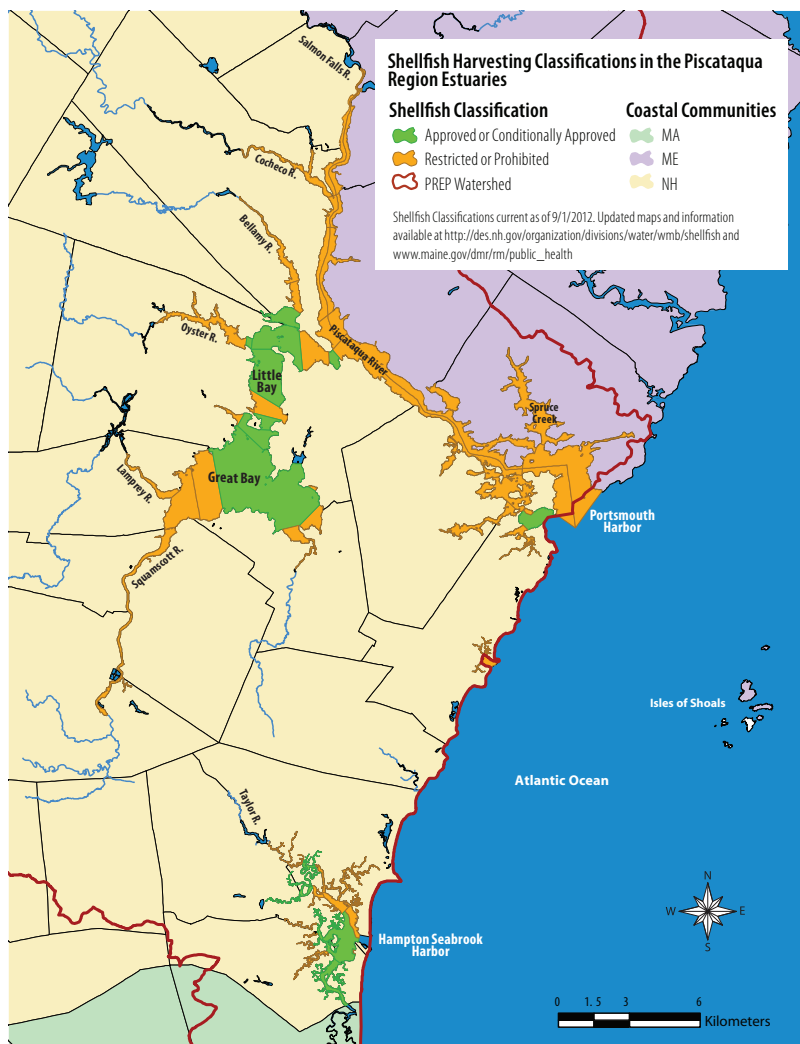 Shellfish Harvesting Classifications in the Piscataqua
Region Estuaries
Shellfish Classification
Approved or Conditionally Approved
Restricted or Prohibited
PREP Watershed
Coastal Communities
MA
ME
NH
Shellfish Classifications current as of 9/1/2012. Updated maps and information
available at http://des.nh.gov/organization/divisions/water/wmb/shellfish and
www.maine.gov/dmr/rm/public_health
Salmon Falls R.
Cocheco R.
Bellamy R.
Oyster R.
Piscataqua River
Little
Bay
Spruce
Creek
Great Bay
Lamprey R.
Portsmouth
Harbor
Squamscott R.
Isles of Shoals
Atlantic Ocean
Taylor R.
Hampton Seabrook
Harbor
N
W
E
S
0 1.5 3 6
Kilometers